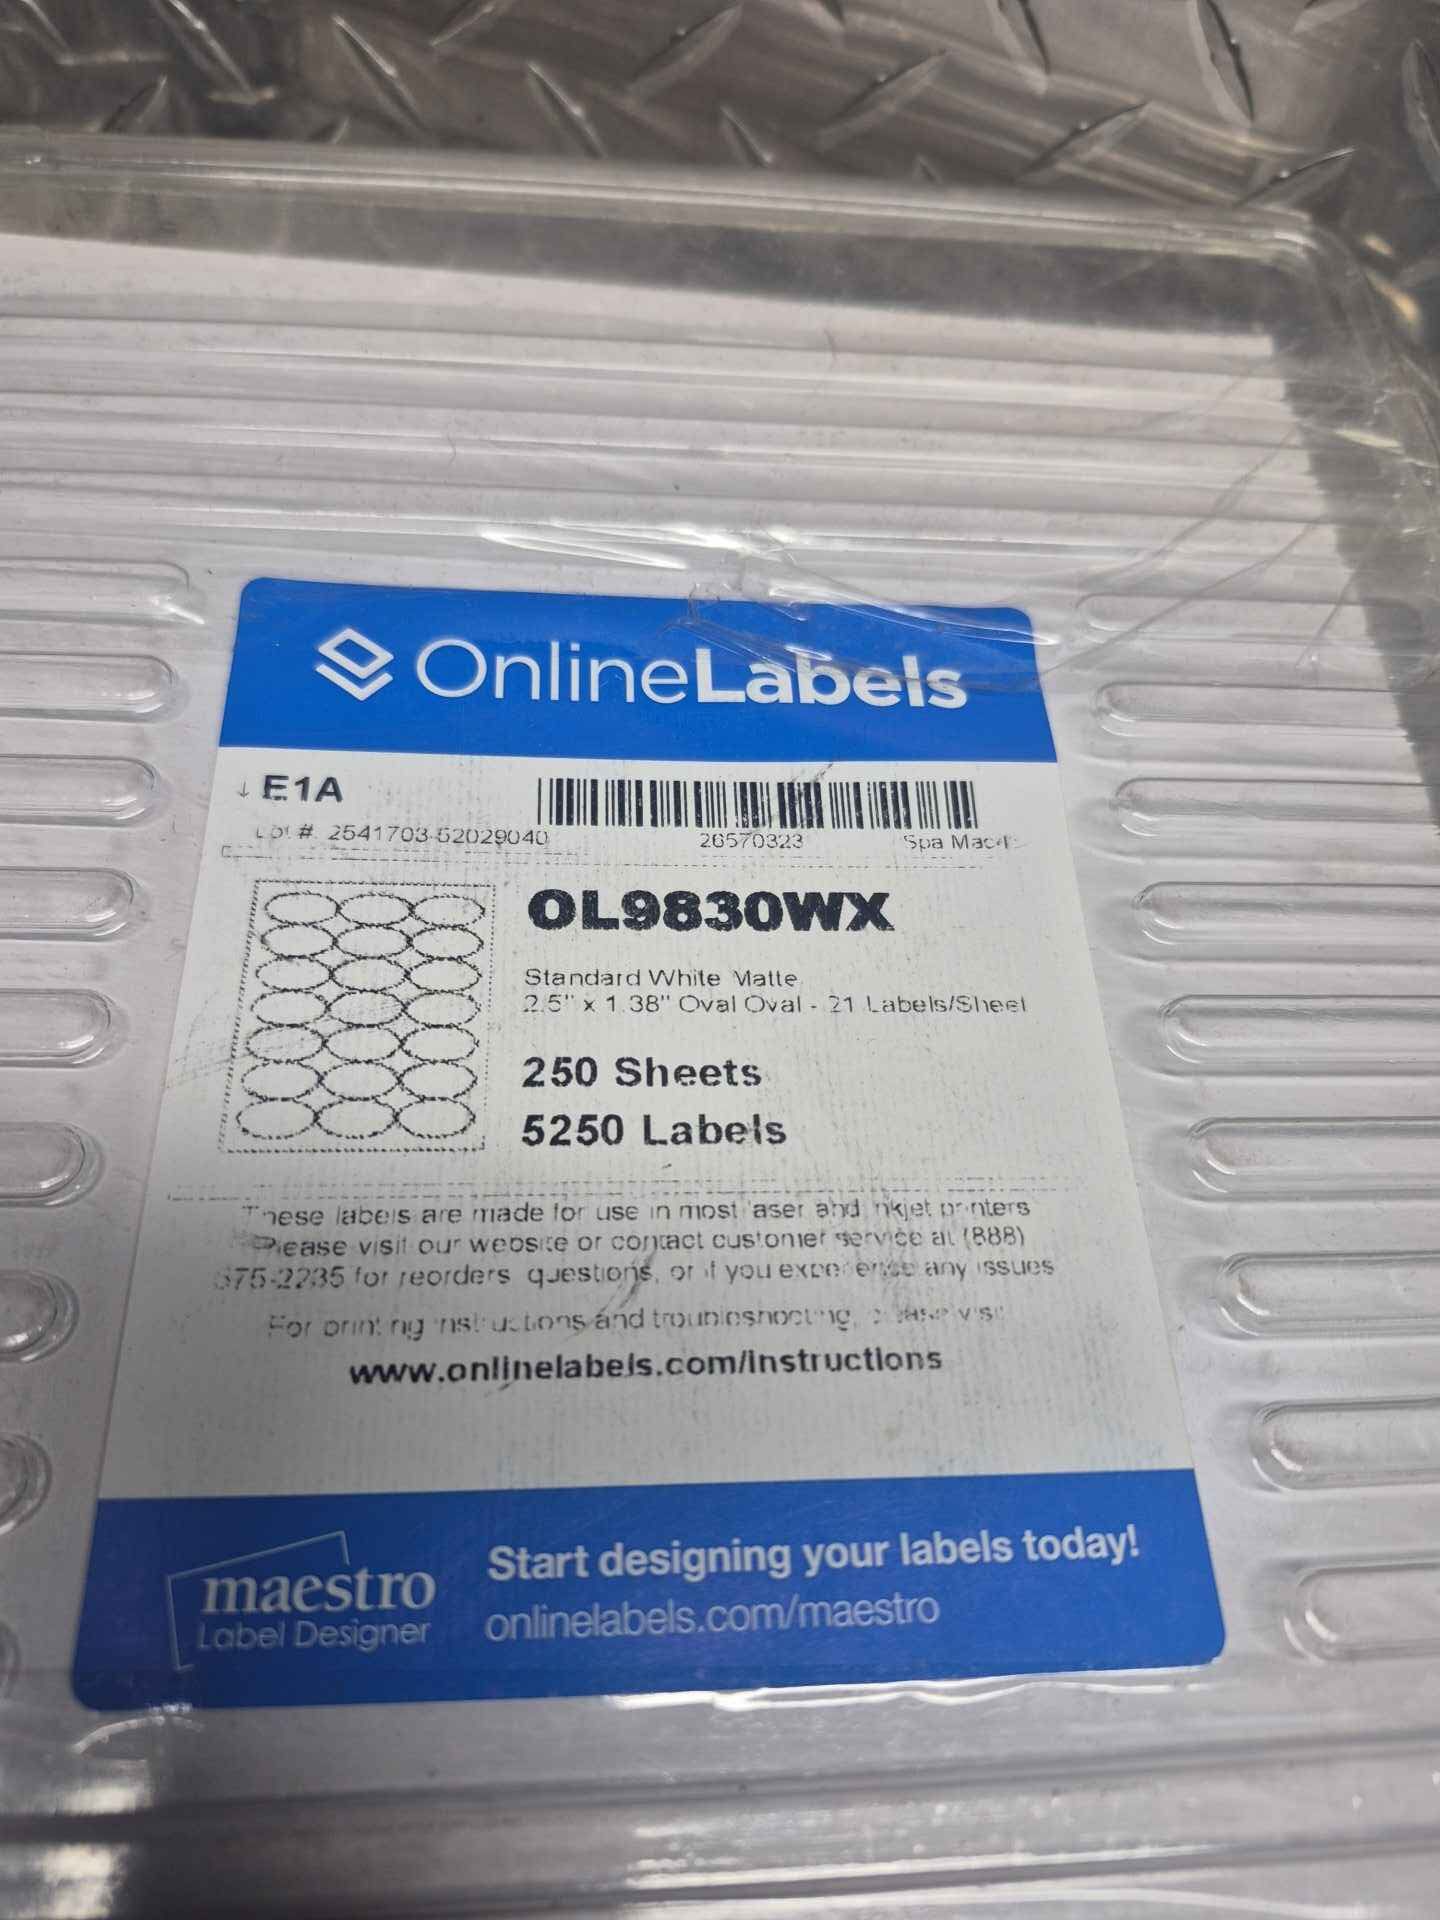 OnlineLabels
↓ E1A
Lot #: 2541703-52029040
26570323
Spa Mac4
OL9830WX
Standard White Matte
2.5" x 1.38" Oval Oval - 21 Labels/Sheet
250 Sheets
5250 Labels
These labels are made for use in most laser and inkjet printers
Please visit our website or contact customer service at (888)
575-2235 for reorders, questions, or if you experience any issues
For printing instructions and troubleshooting, please visit
www.onlinelabels.com/instructions
maestro
Label Designer
Start designing your labels today!
onlinelabels.com/maestro